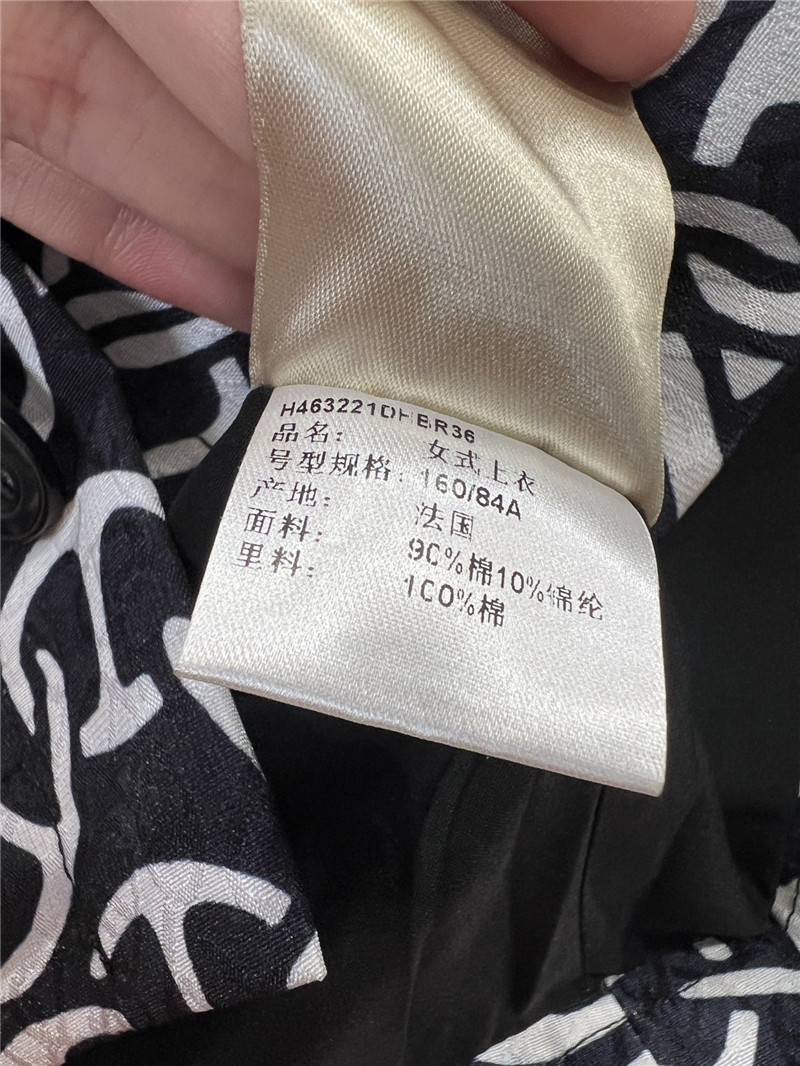 H463221DHBR36
品名: 女式上衣
号型规格: 160/84A
产地: 法国
面料: 90%棉10%锦纶
里料: 100%棉